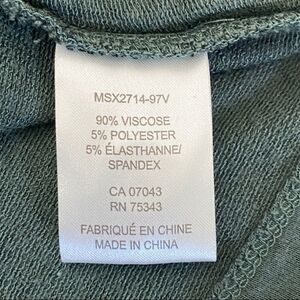 MSX2714-97V
90% VISCOSE
5% POLYESTER
5% ÉLASTHANNE/
SPANDEX
CA 07043
RN 75343
FABRIQUÉ EN CHINE
MADE IN CHINA